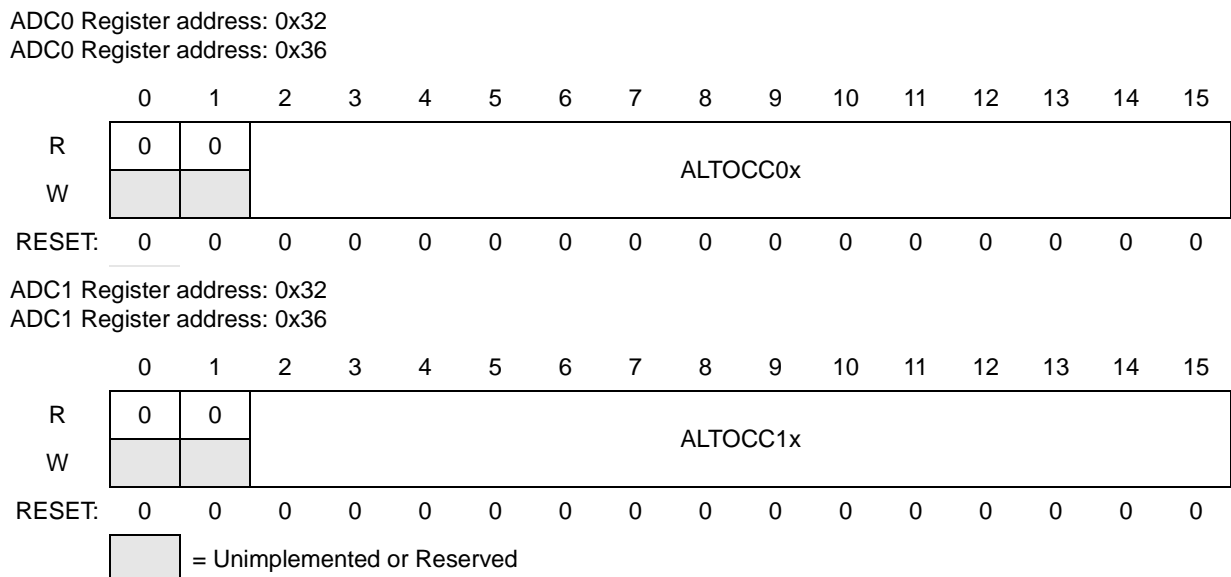 ADC0 Register address: 0x32
ADC0 Register address: 0x36
0 1 2 3 4 5 6 7 8 9 10 11 12 13 14 15
R 0 0 ALTOCC0x
W
RESET: 0 0 0 0 0 0 0 0 0 0 0 0 0 0 0 0
ADC1 Register address: 0x32
ADC1 Register address: 0x36
0 1 2 3 4 5 6 7 8 9 10 11 12 13 14 15
R 0 0 ALTOCC1x
W
RESET: 0 0 0 0 0 0 0 0 0 0 0 0 0 0 0 0
= Unimplemented or Reserved